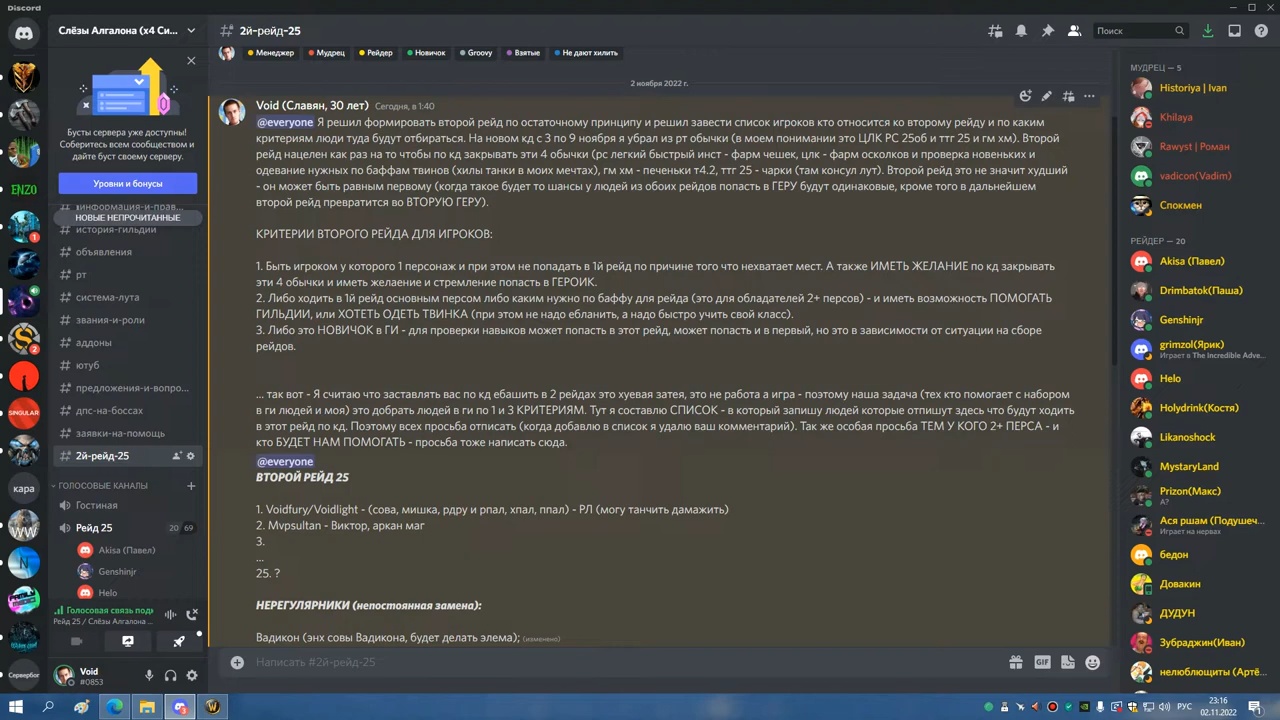 Discord
Слёзы Алгалона (x4 Си...
2й-рейд-25
Поиск
Менеджер
Мудрец
Рейдер
Новичок
Groovy
Взятые
Не дают хилить
Бусты сервера уже доступны!
Соберитесь всем сообществом и
дайте буст своему серверу.
Уровни и бонусы
информация-и-прав...
НОВЫЕ НЕПРОЧИТАННЫЕ
история-гильдии
объявления
рт
система-лута
звания-и-роли
аддоны
ютуб
предложения-и-вопро...
дпс-на-боссах
заявки-на-помощь
2й-рейд-25
ГОЛОСОВЫЕ КАНАЛЫ
Гостиная
Рейд 25
20 69
Akisa (Павел)
Genshinjr
Helo
Голосовая связь подк
Рейд 25 / Слёзы Алгалона ...
Void
#0853
ENZO
1
2
SINGULAR
кара
Серверbot
2 ноября 2022 г.
Void (Славян, 30 лет) Сегодня, в 1:40
@everyone Я решил формировать второй рейд по остаточному принципу и завести список игроков кто относится ко второму рейду и по каким
критериям люди туда будут отбираться. На новом кд с 3 по 9 ноября я убрал из рт обычки (в моем понимании это ЦЛК РС 25об и ттг 25 и гм хм). Второй
рейд нацелен как раз на то чтобы по кд закрывать эти 4 обычки (рс легкий быстрый инст - фарм чешек, цлк - фарм осколков и проверка новеньких и
одевание нужных по баффам твинов (хилы танки в моих мечтах), гм хм - печеньки т4.2, ттг 25 - чарки (там консул лут). Второй рейд это не значит худший
- он может быть равным первому (когда такое будет то шансы у людей из обоих рейдов попасть в ГЕРУ будут одинаковые, кроме того в дальнейшем
второй рейд превратится во ВТОРУЮ ГЕРУ).
КРИТЕРИИ ВТОРОГО РЕЙДА ДЛЯ ИГРОКОВ:
1. Быть игроком у которого 1 персонаж и при этом не попадать в 1й рейд по причине того что нехватает мест. А также ИМЕТЬ ЖЕЛАНИЕ по кд закрывать
эти 4 обычки и иметь желаение и стремление попасть в ГЕРОИК.
2. Либо ходить в 1й рейд основным персом либо каким нужно по баффу для рейда (это для обладателей 2+ персов) - и иметь возможность ПОМОГАТЬ
ГИЛЬДИИ, или ХОТЕТЬ ОДЕТЬ ТВИНКА (при этом не надо ебланить, а надо быстро учить свой класс).
3. Либо это НОВИЧОК в ГИ - для проверки навыков может попасть в этот рейд, может попасть и в первый, но это в зависимости от ситуации на сборе
рейдов.
... так вот - Я считаю что заставлять вас по кд ебашить в 2 рейдах это хуевая затея, это не работа а игра - поэтому наша задача (тех кто помогает с набором
в ги людей и моя) это добрать людей в ги по 1 и 3 КРИТЕРИЯМ. Тут я составлю СПИСОК - в который запишу людей которые отпишут здесь что будут ходить
в этот рейд по кд. Поэтому всех просьба отписать (когда добавлю в список я удалю ваш комментарий). Так же особая просьба ТЕМ У КОГО 2+ ПЕРСА - и
кто БУДЕТ НАМ ПОМОГАТЬ - просьба тоже написать сюда.
@everyone
ВТОРОЙ РЕЙД 25
1. Voidfury/Voidlight - (сова, мишка, рдру и рпал, хпал, ппал) - РЛ (могу танчить дамажить)
2. Mvpsultan - Виктор, аркан маг
3.
...
25. ?
НЕРЕГУЛЯРНИКИ (непостоянная замена):
Вадикон (энх совы Вадикона, будет делать элема); (изменено)
Написать #2й-рейд-25
GIF
МУДРЕЦ — 5
Historiya | Ivan
Khilaya
Rawyst | Роман
vadicon(Vadim)
Спокмен
РЕЙДЕР — 20
Akisa (Павел)
Drimbatok(Паша)
Genshinjr
grimzol(Ярик)
Играет в The Incredible Adve...
Helo
Holydrink(Костя)
Likanoshock
MystaryLand
Prizon(Макс)
A?
Ася ршам (Подушеч...
Играет на нервах
бедон
Довакин
ДУДУН
Зубраджин(Иван)
нелюблющиты (Артё...
РУС
23:16
02.11.2022